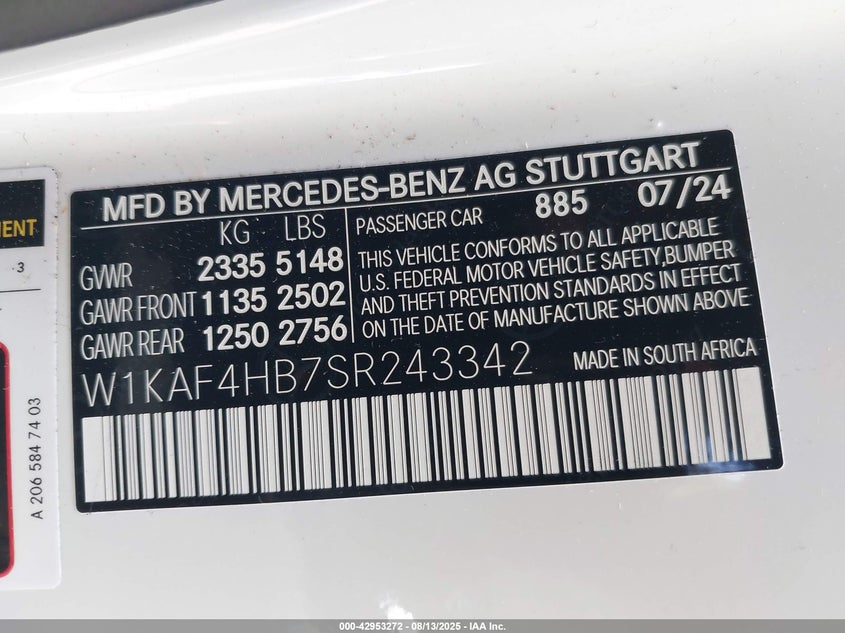 MFD BY MERCEDES-BENZ AG STUTTGART
KG LBS
GVWR 2335 5148
GAWR FRONT 1135 2502
GAWR REAR 1250 2756
PASSENGER CAR 885 07/24
THIS VEHICLE CONFORMS TO ALL APPLICABLE
U.S. FEDERAL MOTOR VEHICLE SAFETY,BUMPER
AND THEFT PREVENTION STANDARDS IN EFFECT
ON THE DATE OF MANUFACTURE SHOWN ABOVE.
W1KAF4HB7SR243342
MADE IN SOUTH AFRICA
3
A 206 584 74 03
000-42953272 - 08/13/2025 - IAA Inc.